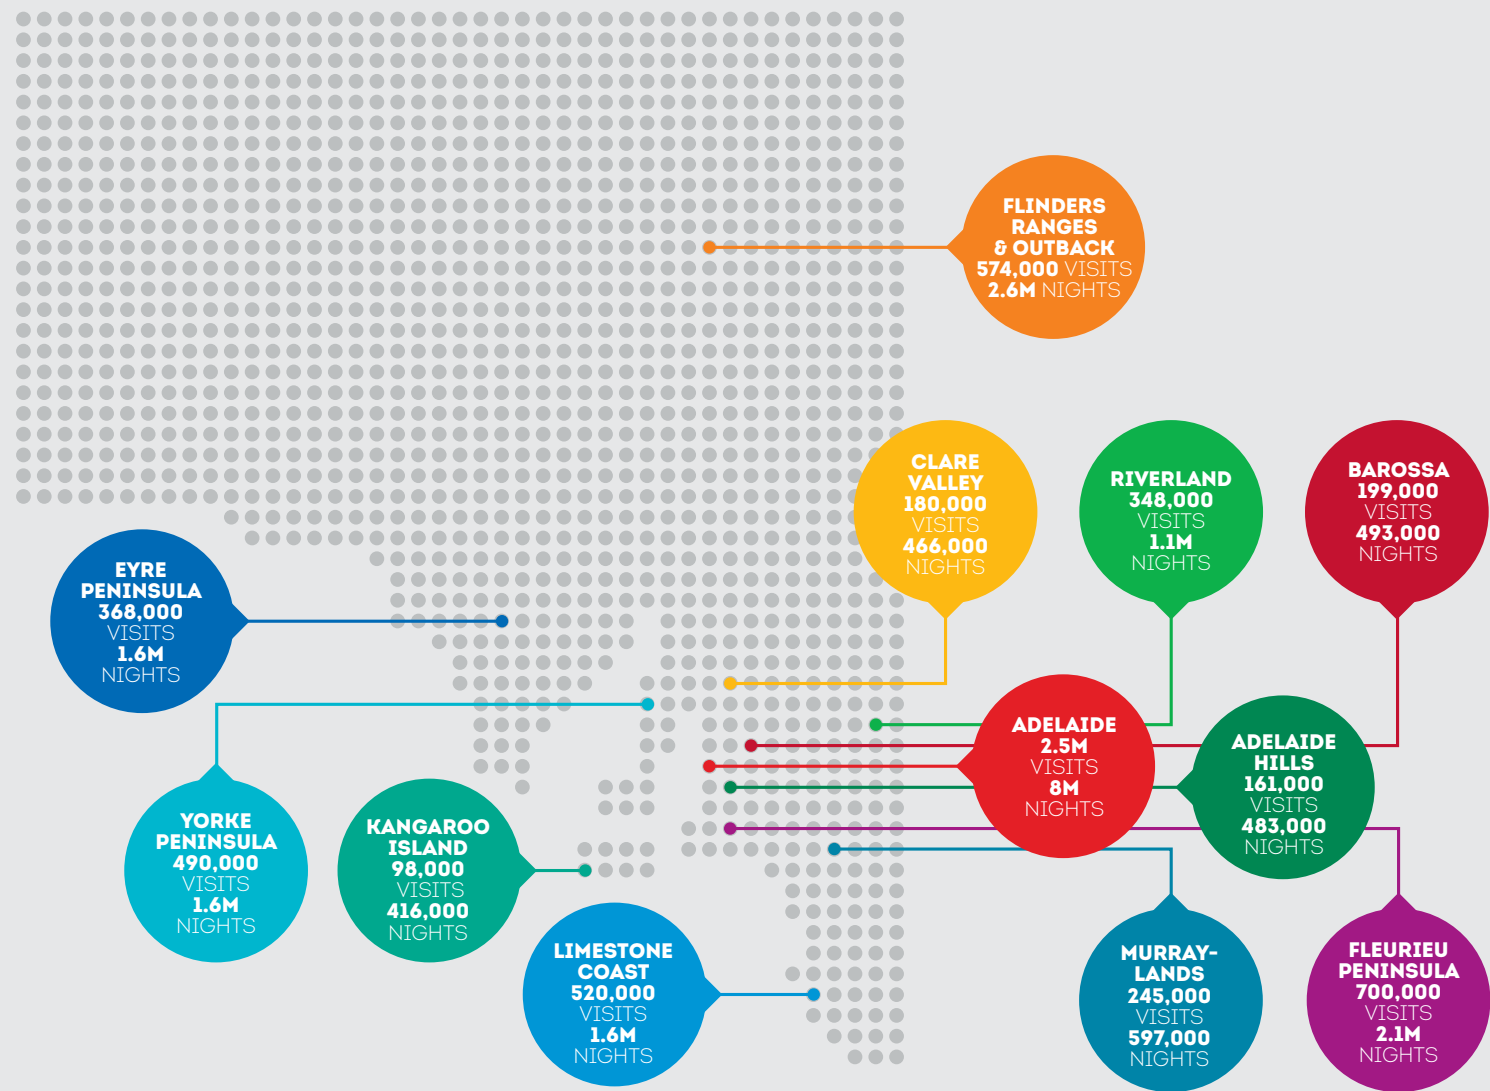 FLINDERS
RANGES
& OUTBACK
574,000 VISITS
2.6M NIGHTS
CLARE
VALLEY
180,000
VISITS
466,000
NIGHTS
RIVERLAND
348,000
VISITS
1.1M
NIGHTS
BAROSSA
199,000
VISITS
493,000
NIGHTS
EYRE
PENINSULA
368,000
VISITS
1.6M
NIGHTS
ADELAIDE
2.5M
VISITS
8M
NIGHTS
ADELAIDE
HILLS
161,000
VISITS
483,000
NIGHTS
YORKE
PENINSULA
490,000
VISITS
1.6M
NIGHTS
KANGAROO
ISLAND
98,000
VISITS
416,000
NIGHTS
LIMESTONE
COAST
520,000
VISITS
1.6M
NIGHTS
MURRAY-
LANDS
245,000
VISITS
597,000
NIGHTS
FLEURIEU
PENINSULA
700,000
VISITS
2.1M
NIGHTS